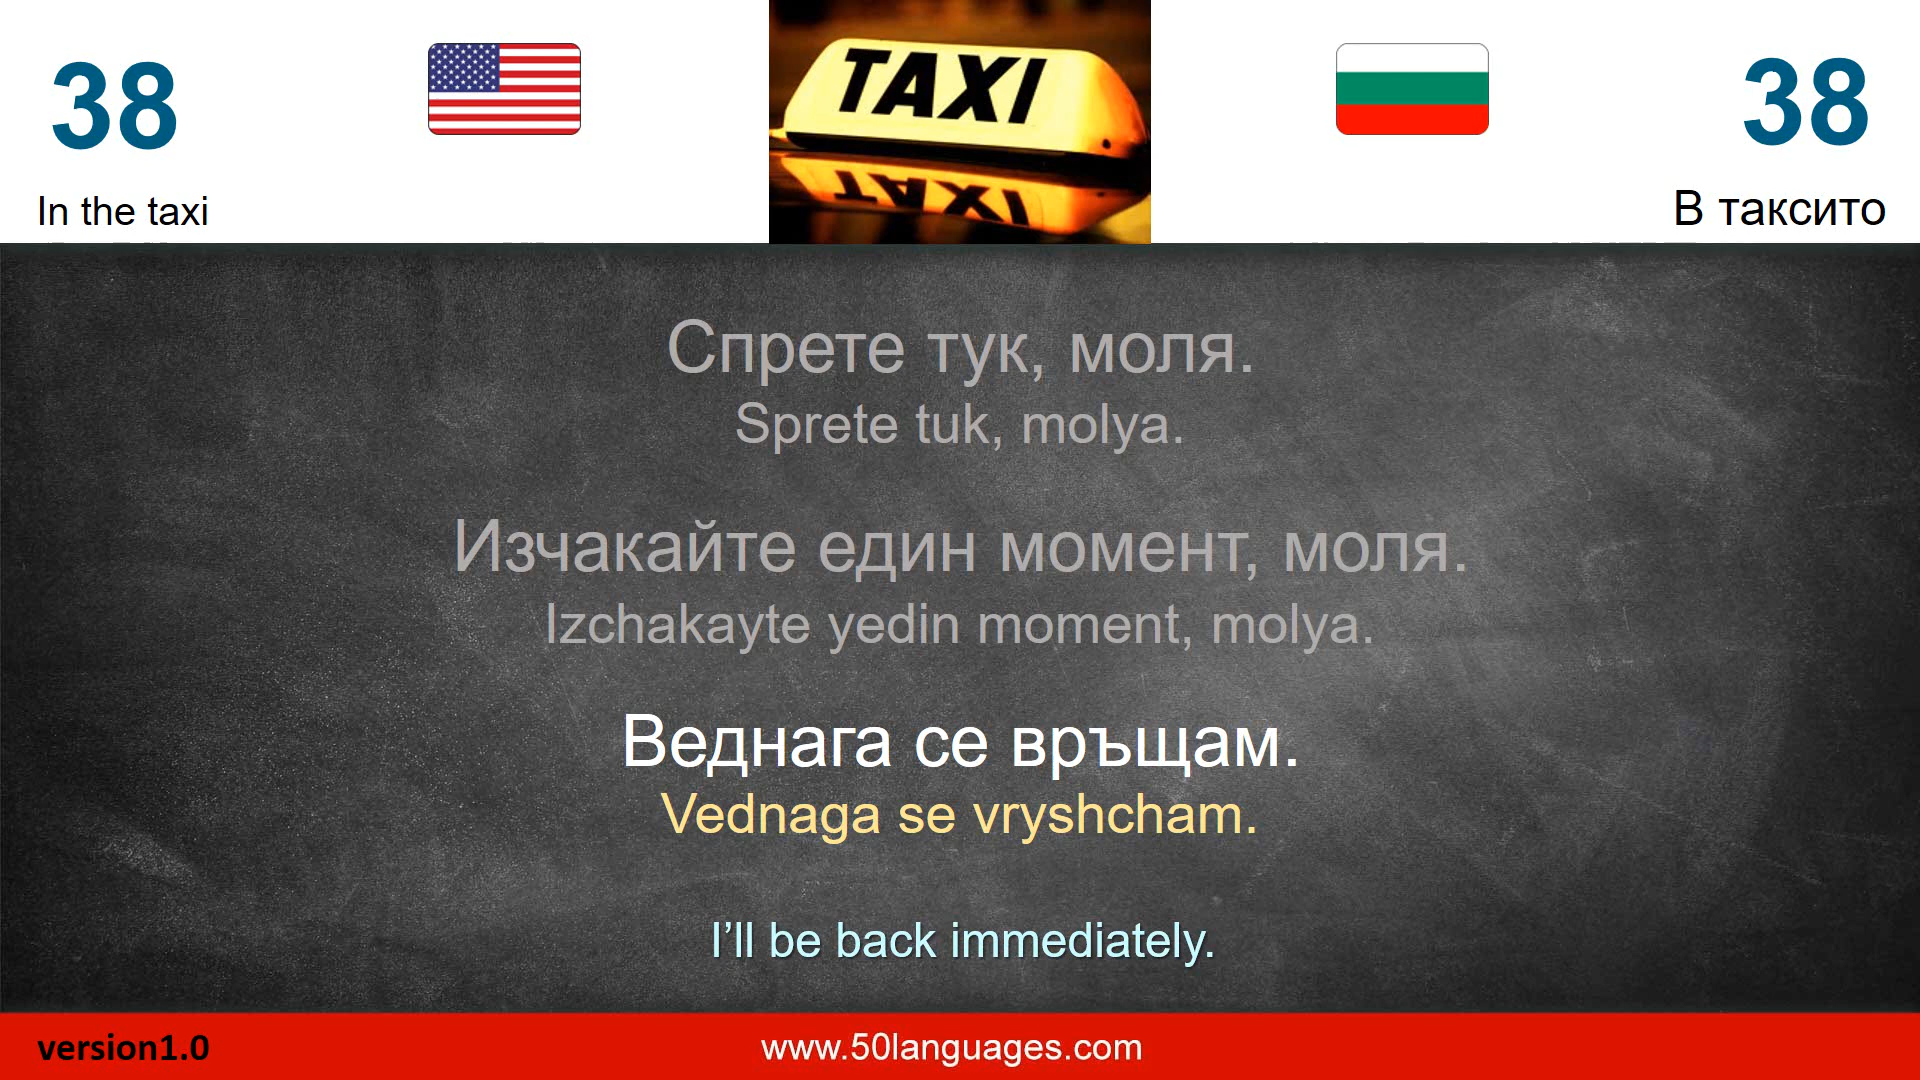 38
38
TAXI
In the taxi
В таксито
Спрете тук, моля.
Sprete tuk, molya.
Изчакайте един момент, моля.
Izchakayte yedin moment, molya.
Веднага се връщам.
Vednaga se vryshcham.
I’ll be back immediately.
version1.0
www.50languages.com